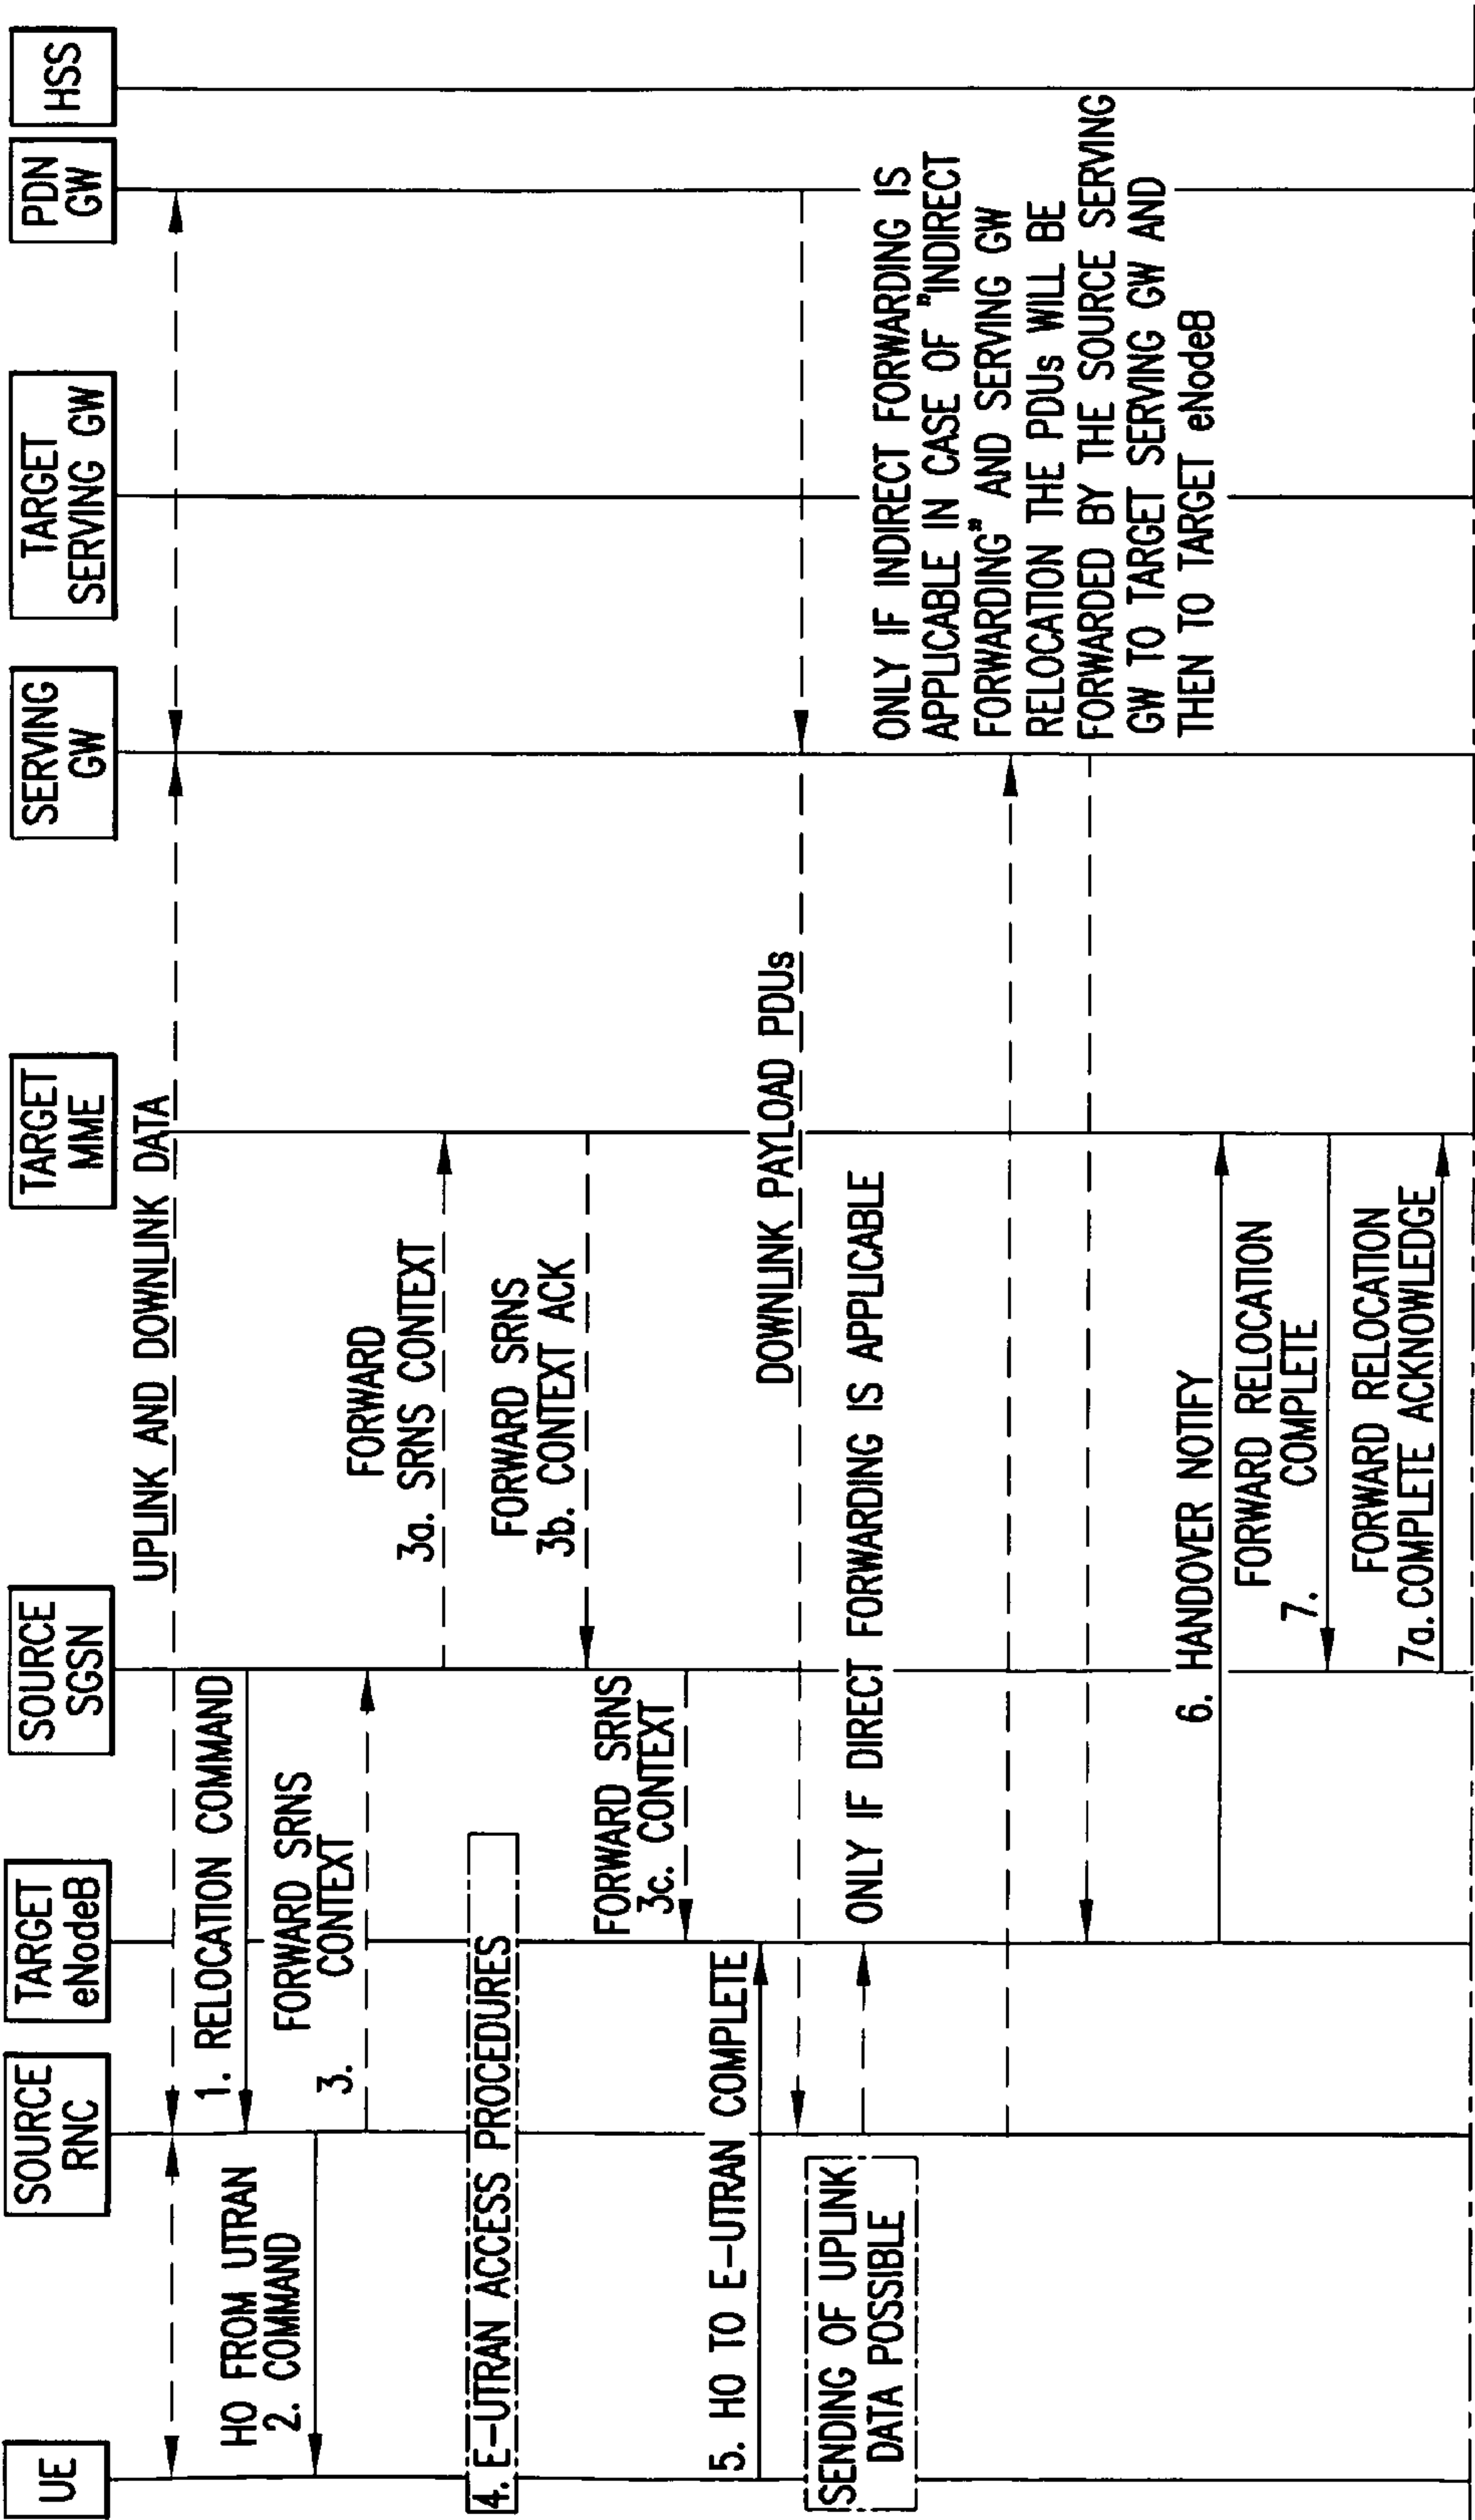 UE
SOURCE
RNC
TARGET
eNodeB
SOURCE
SGSN
TARGET
MME
SERVING
GW
TARGET
SERVING GW
PDN
GW
HSS
UPLINK AND DOWNLINK DATA
1. RELOCATION COMMAND
HO FROM UTRAN
2. COMMAND
FORWARD SRNS
3. CONTEXT
FORWARD
3a. SRNS CONTEXT
4. E-UTRAN ACCESS PROCEDURES
FORWARD SRNS
3b. CONTEXT ACK
FORWARD SRNS
3c. CONTEXT
5. HO TO E-UTRAN COMPLETE
DOWNLINK PAYLOAD PDUs
SENDING OF UPLINK
DATA POSSIBLE
ONLY IF DIRECT FORWARDING IS APPLICABLE
ONLY IF INDIRECT FORWARDING IS
APPLICABLE IN CASE OF "INDIRECT
FORWARDING" AND SERVING GW
RELOCATION THE PDUs WILL BE
FORWARDED BY THE SOURCE SERVING
GW TO TARGET SERVING GW AND
THEN TO TARGET eNodeB
6. HANDOVER NOTIFY
FORWARD RELOCATION
7. COMPLETE
FORWARD RELOCATION
7a. COMPLETE ACKNOWLEDGE